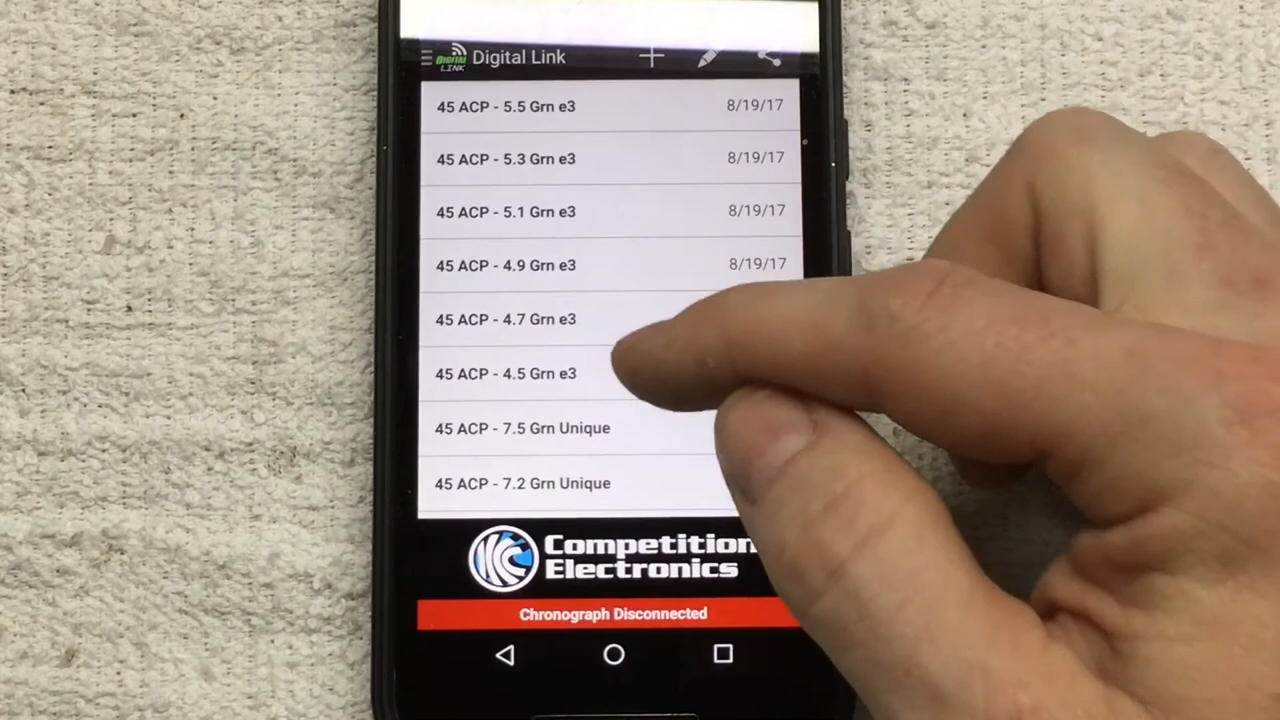 DIGITAL
LINK
Digital Link
45 ACP - 5.5 Grn e3 8/19/17
45 ACP - 5.3 Grn e3 8/19/17
45 ACP - 5.1 Grn e3 8/19/17
45 ACP - 4.9 Grn e3 8/19/17
45 ACP - 4.7 Grn e3
45 ACP - 4.5 Grn e3
45 ACP - 7.5 Grn Unique
45 ACP - 7.2 Grn Unique
Competition
Electronics
Chronograph Disconnected